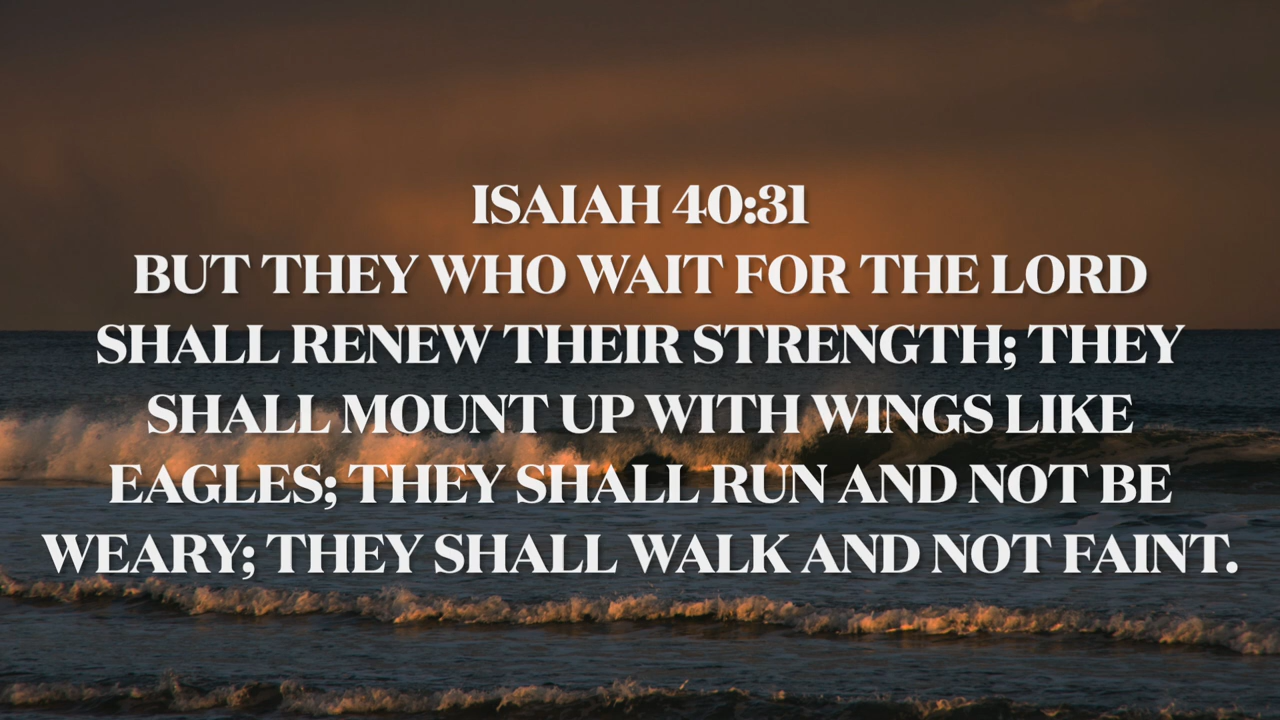 ISAIAH 40:31
BUT THEY WHO WAIT FOR THE LORD
SHALL RENEW THEIR STRENGTH; THEY
SHALL MOUNT UP WITH WINGS LIKE
EAGLES; THEY SHALL RUN AND NOT BE
WEARY; THEY SHALL WALK AND NOT FAINT.